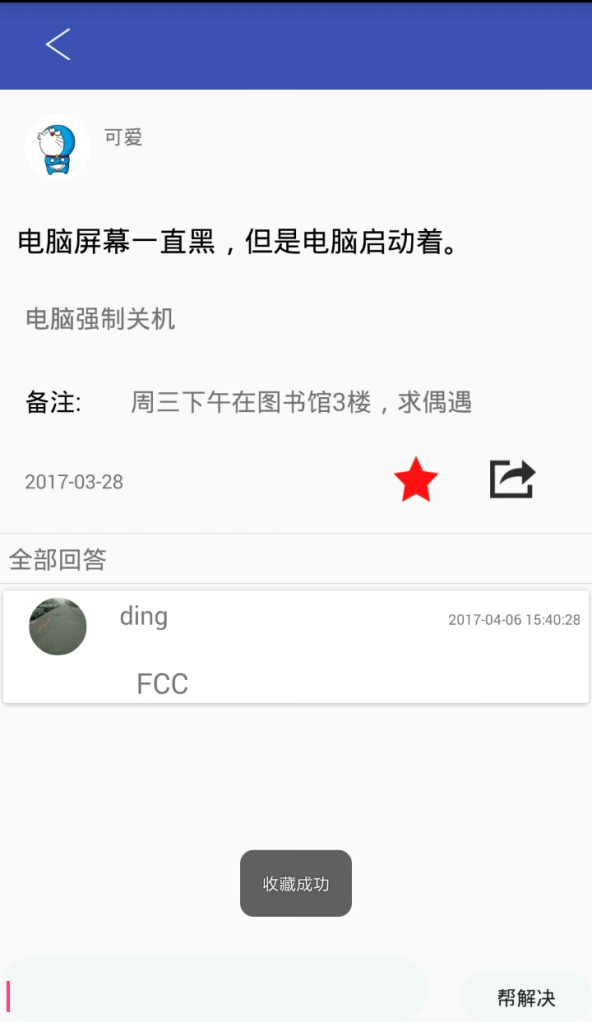 可爱
电脑屏幕一直黑，但是电脑启动着。
电脑强制关机
备注: 周三下午在图书馆3楼，求偶遇
2017-03-28
全部回答
ding 2017-04-06 15:40:28
FCC
收藏成功
帮解决